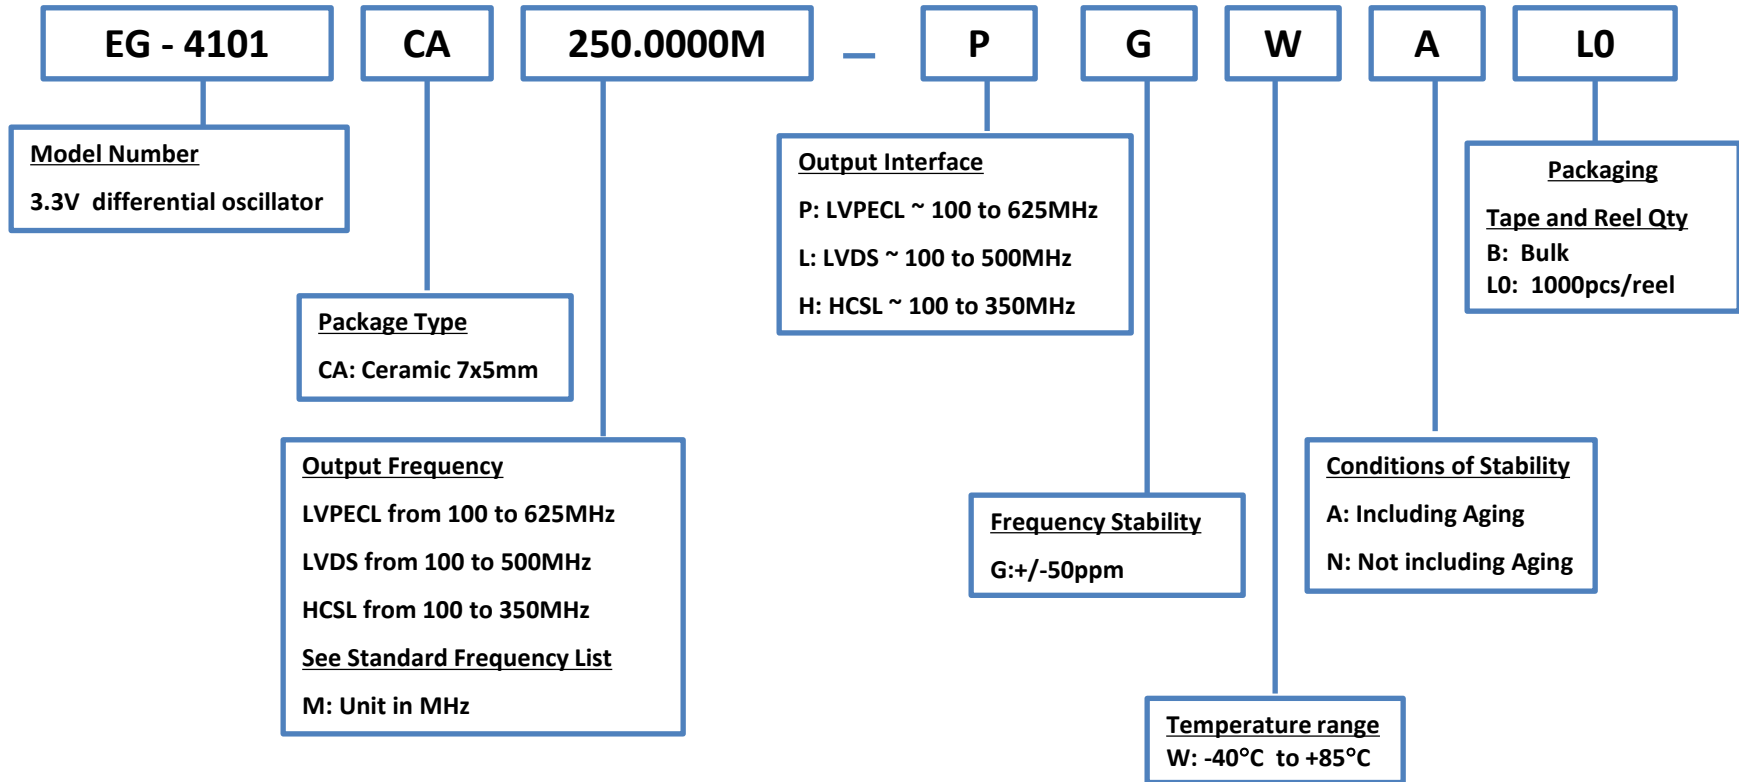 EG - 4101 CA 250.0000M _ P G W A L0
Model Number
3.3V differential oscillator
Output Interface
P: LVPECL ~ 100 to 625MHz
L: LVDS ~ 100 to 500MHz
H: HCSL ~ 100 to 350MHz
Packaging
Tape and Reel Qty
B: Bulk
L0: 1000pcs/reel
Package Type
CA: Ceramic 7x5mm
Output Frequency
LVPECL from 100 to 625MHz
LVDS from 100 to 500MHz
HCSL from 100 to 350MHz
See Standard Frequency List
M: Unit in MHz
Frequency Stability
G:+/-50ppm
Conditions of Stability
A: Including Aging
N: Not including Aging
Temperature range
W: -40°C to +85°C